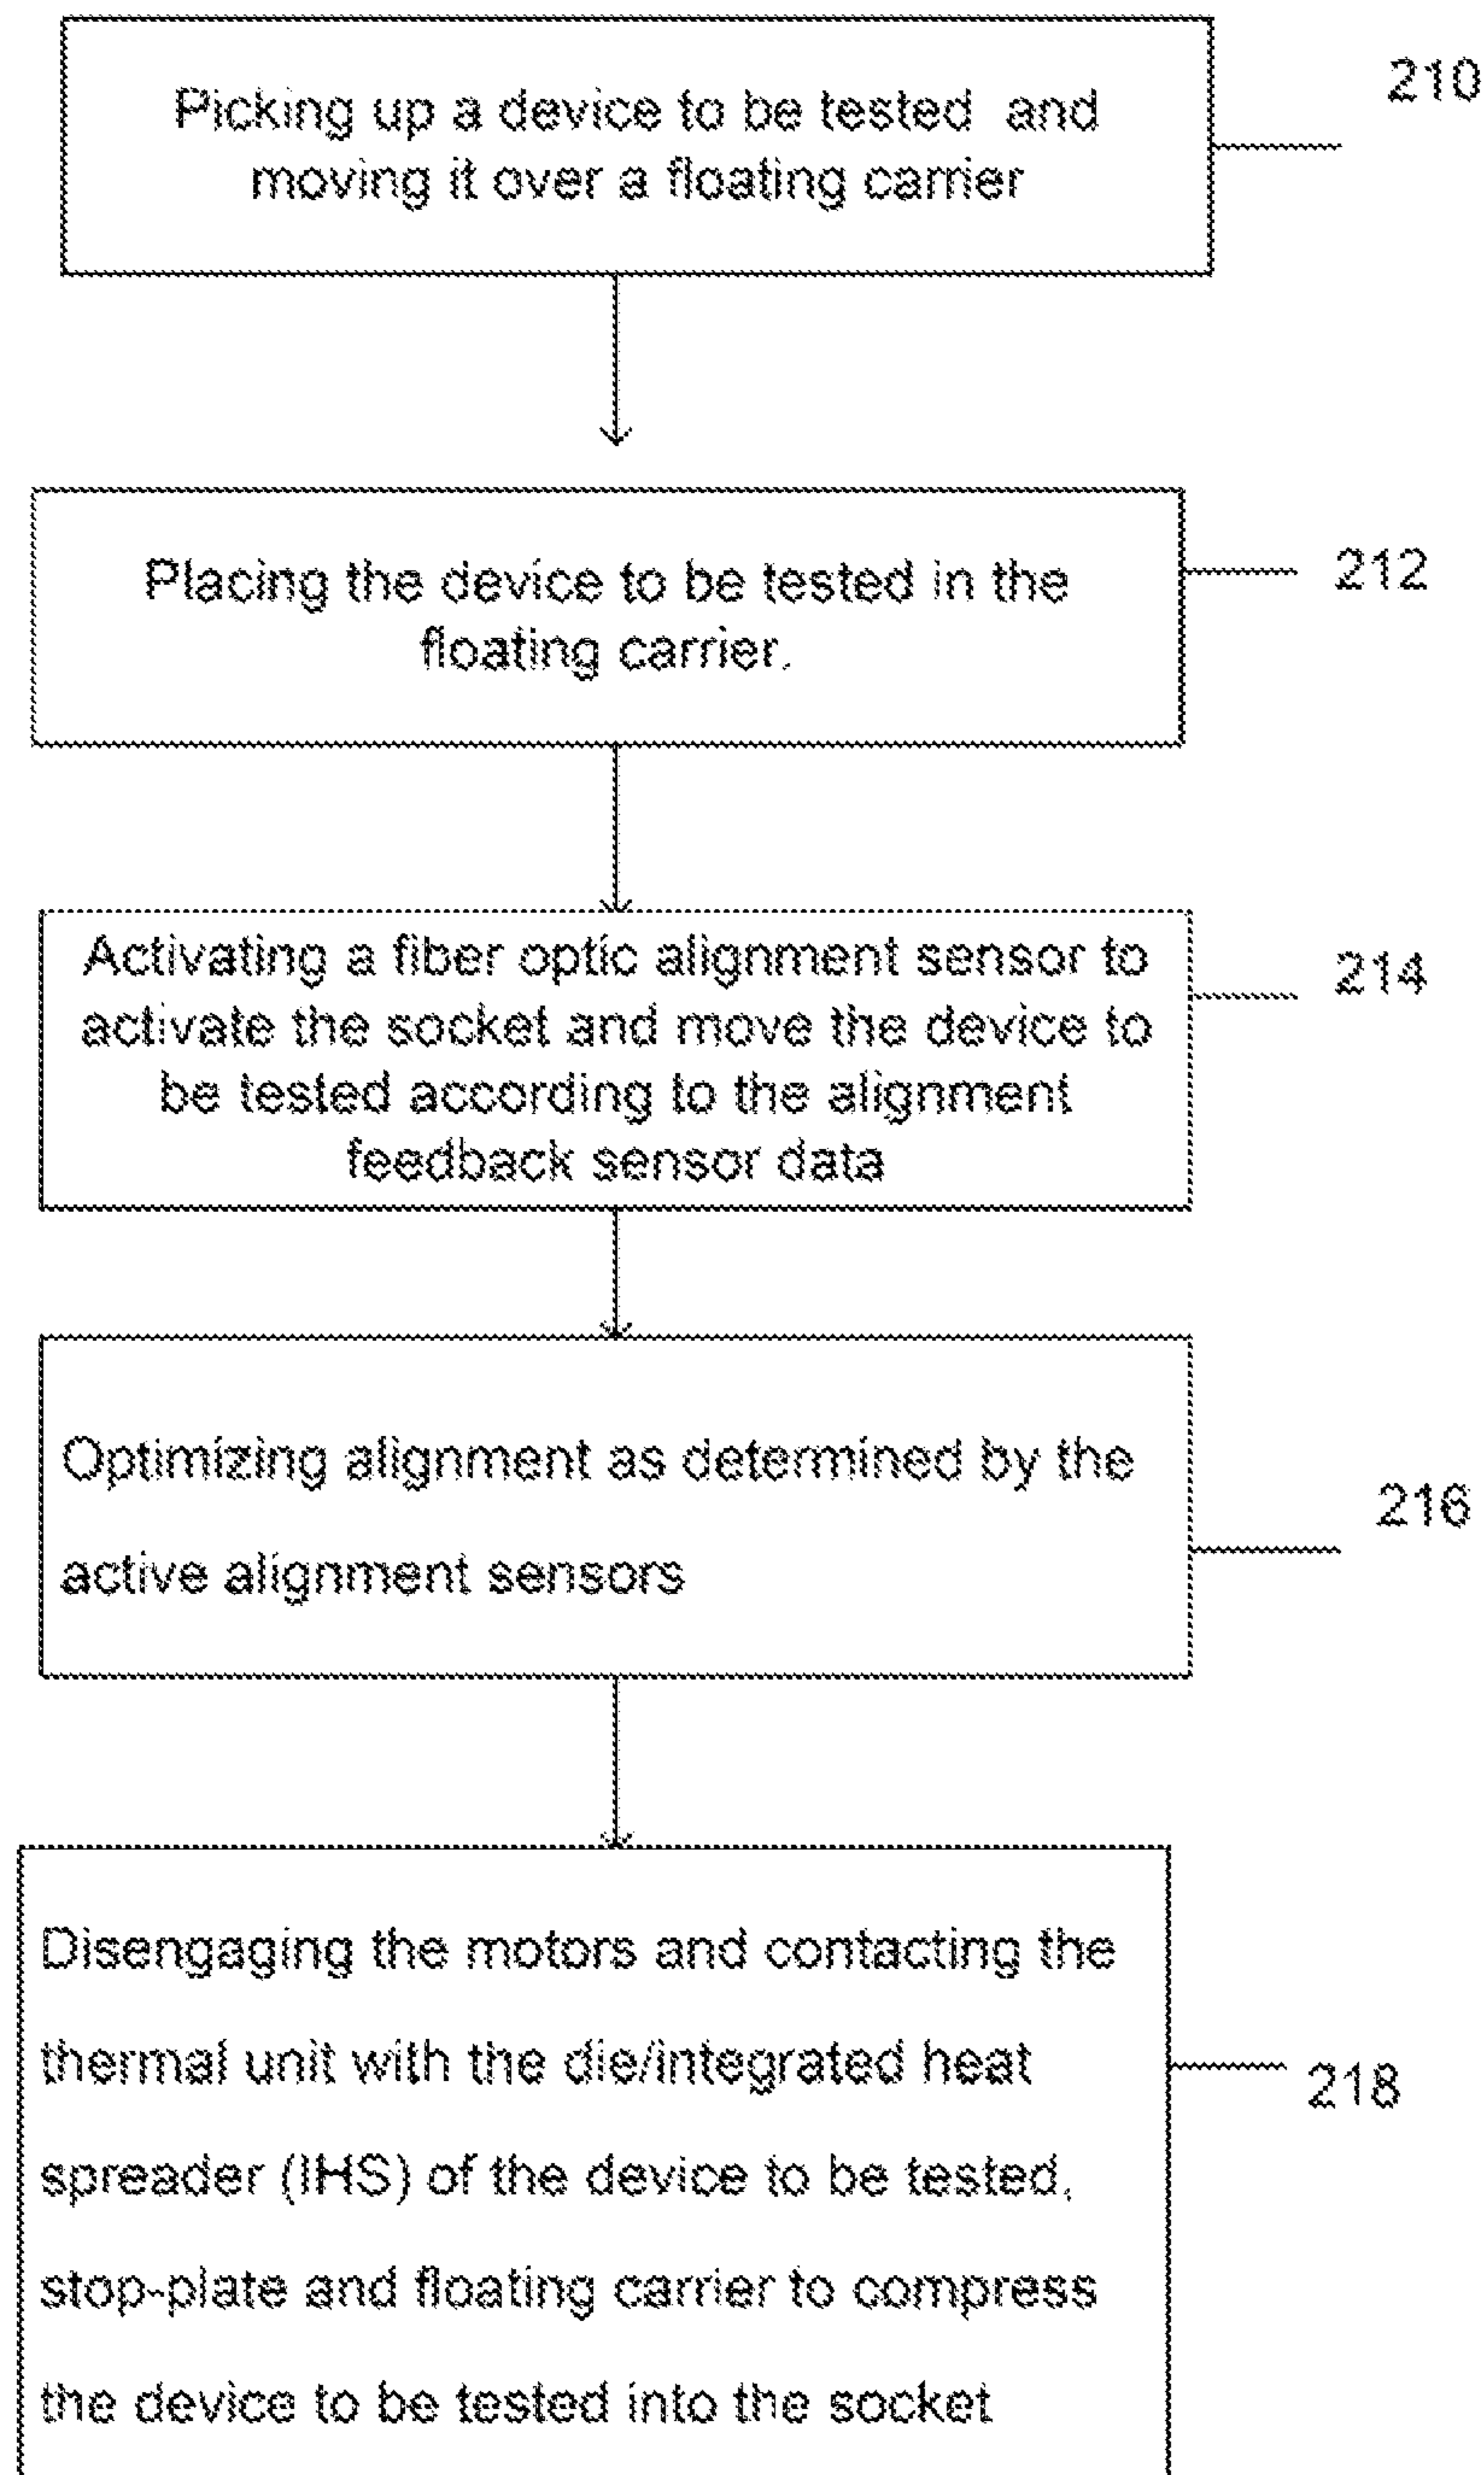 Picking up a device to be tested and
moving it over a floating carrier
210
Placing the device to be tested in the
floating carrier.
212
Activating a fiber optic alignment sensor to
activate the socket and move the device to
be tested according to the alignment
feedback sensor data
214
Optimizing alignment as determined by the
active alignment sensors
216
Disengaging the motors and contacting the
thermal unit with the die/integrated heat
spreader (IHS) of the device to be tested,
stop-plate and floating carrier to compress
the device to be tested into the socket
218